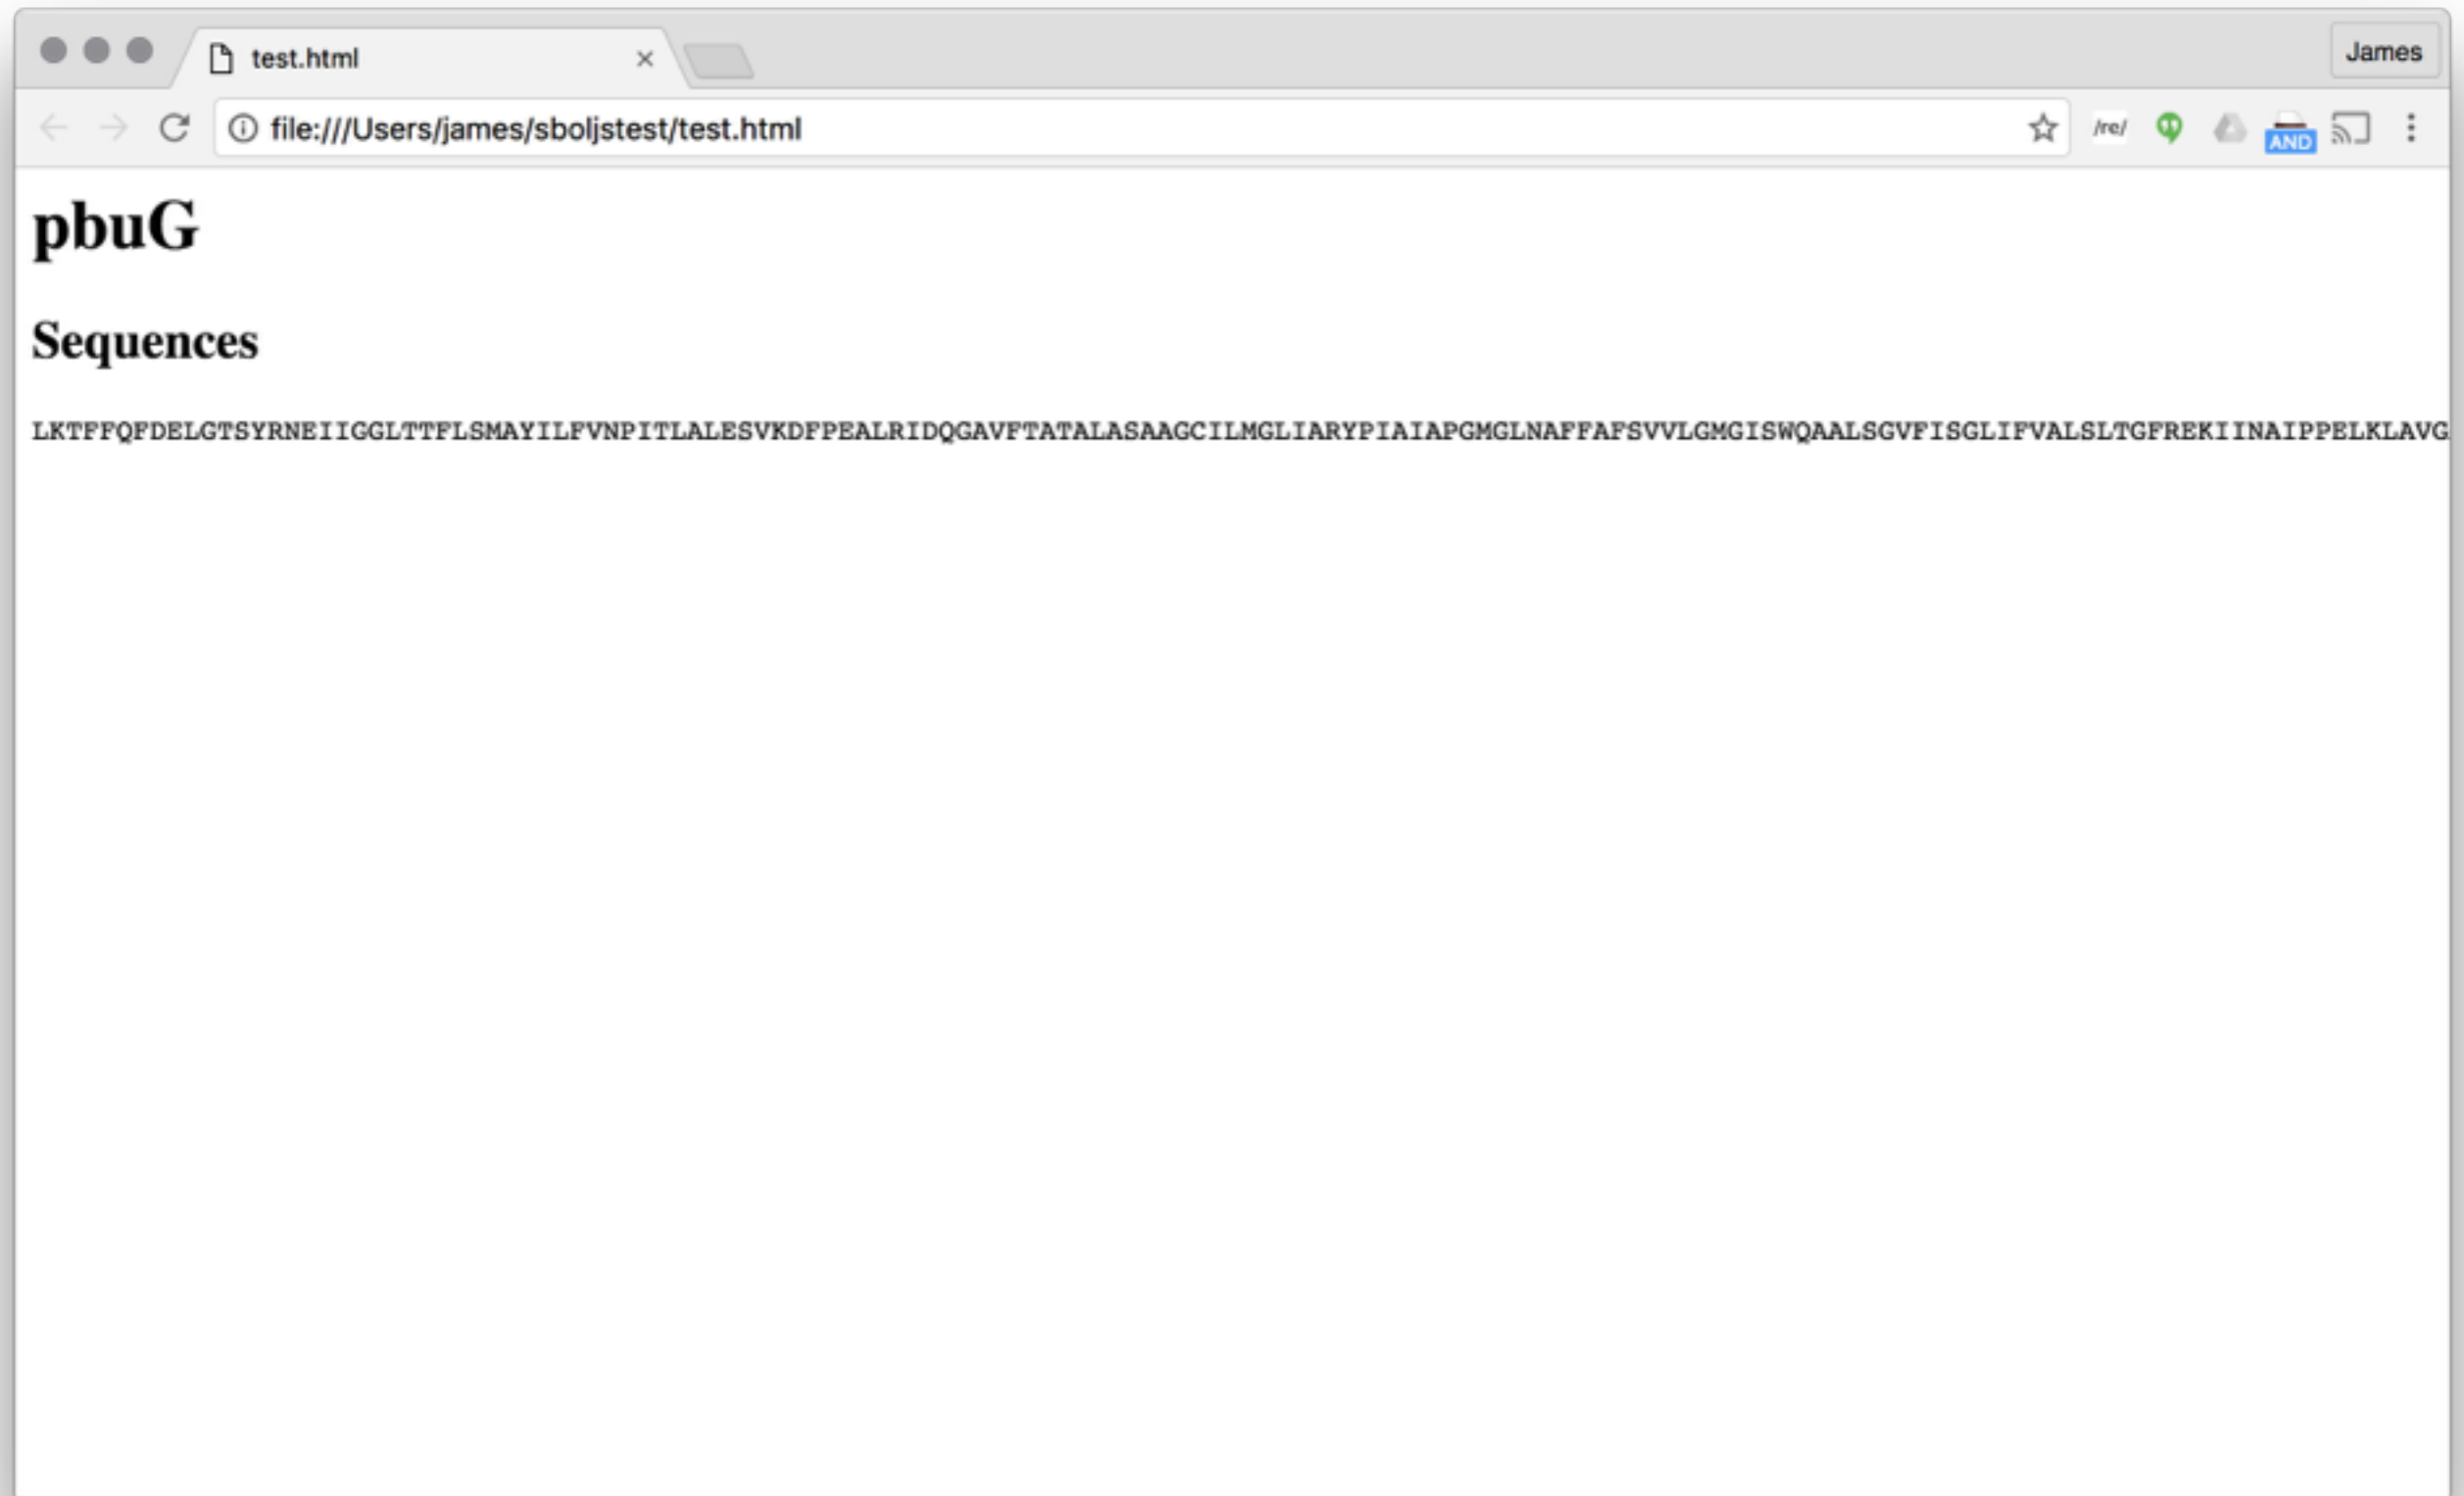 test.html
James
file:///Users/james/sboljstest/test.html
/re/
AND
pbuG
Sequences
LKTFFQFDELGTSYRNEIIGGLTTFLSMAYILFVNPITLALESVKDFPEALRIDQGAVFTATALASAAGCILMGLIARYPIAIAPGMGLNAFFAFSVVLGMGISWQAALSGVFISGLIFVALSLTGFREKIINAIPPELKLAVG